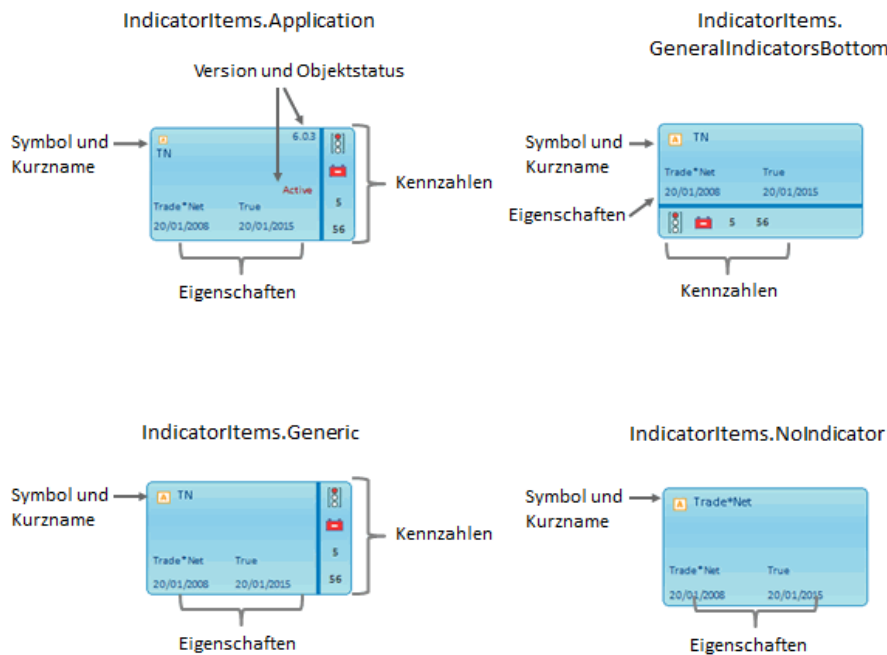 IndicatorItems.Application
Version und Objektstatus
Symbol und
Kurzname
6.0.3
TN
Active
Trade*Net True
20/01/2008 20/01/2015
5
56
Kennzahlen
Eigenschaften
IndicatorItems.
GeneralIndicatorsBottom
Symbol und
Kurzname
A TN
Trade*Net True
20/01/2008 20/01/2015
Eigenschaften
5 56
Kennzahlen
IndicatorItems.Generic
Symbol und
Kurzname
A TN
Trade*Net True
20/01/2008 20/01/2015
5
56
Kennzahlen
Eigenschaften
IndicatorItems.NoIndicator
Symbol und
Kurzname
A Trade*Net
Trade*Net True
20/01/2008 20/01/2015
Eigenschaften